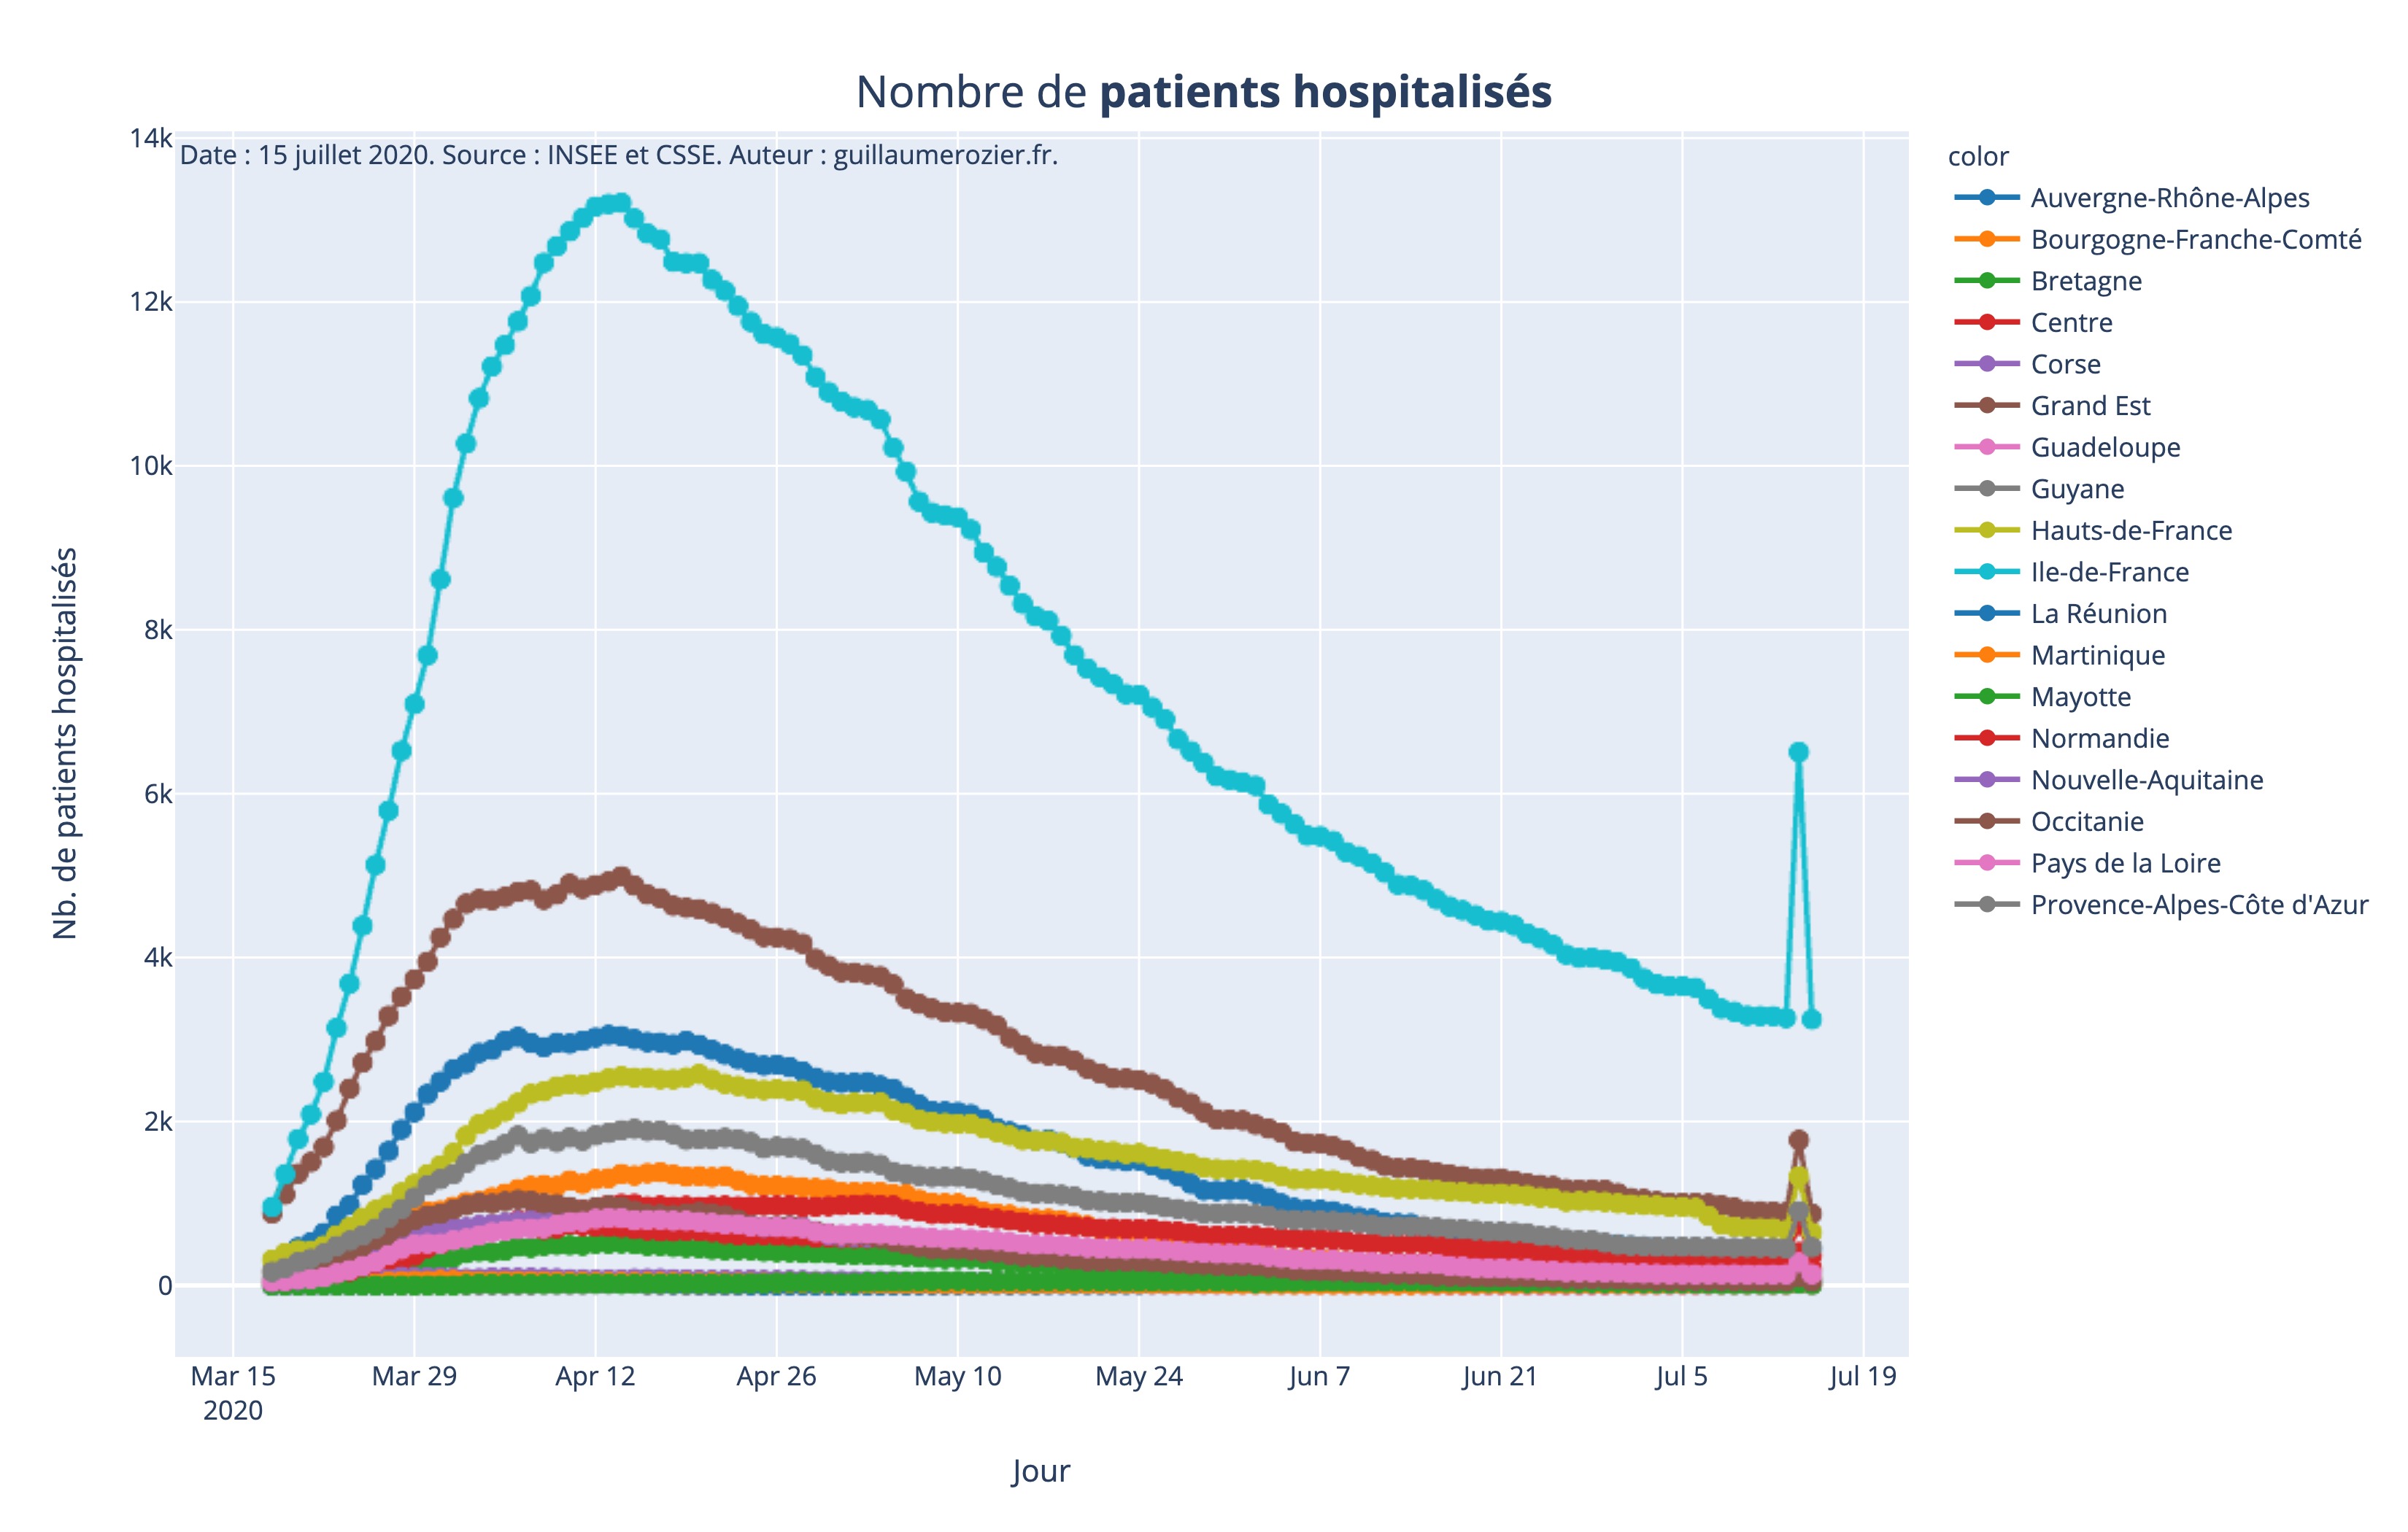 Nombre de patients hospitalisés
Date : 15 juillet 2020. Source : INSEE et CSSE. Auteur : guillaumerozier.fr.
14k
12k
10k
8k
6k
4k
2k
0
Nb. de patients hospitalisés
Mar 15
2020
Mar 29
Apr 12
Apr 26
May 10
May 24
Jun 7
Jun 21
Jul 5
Jul 19
Jour
color
Auvergne-Rhône-Alpes
Bourgogne-Franche-Comté
Bretagne
Centre
Corse
Grand Est
Guadeloupe
Guyane
Hauts-de-France
Ile-de-France
La Réunion
Martinique
Mayotte
Normandie
Nouvelle-Aquitaine
Occitanie
Pays de la Loire
Provence-Alpes-Côte d'Azur